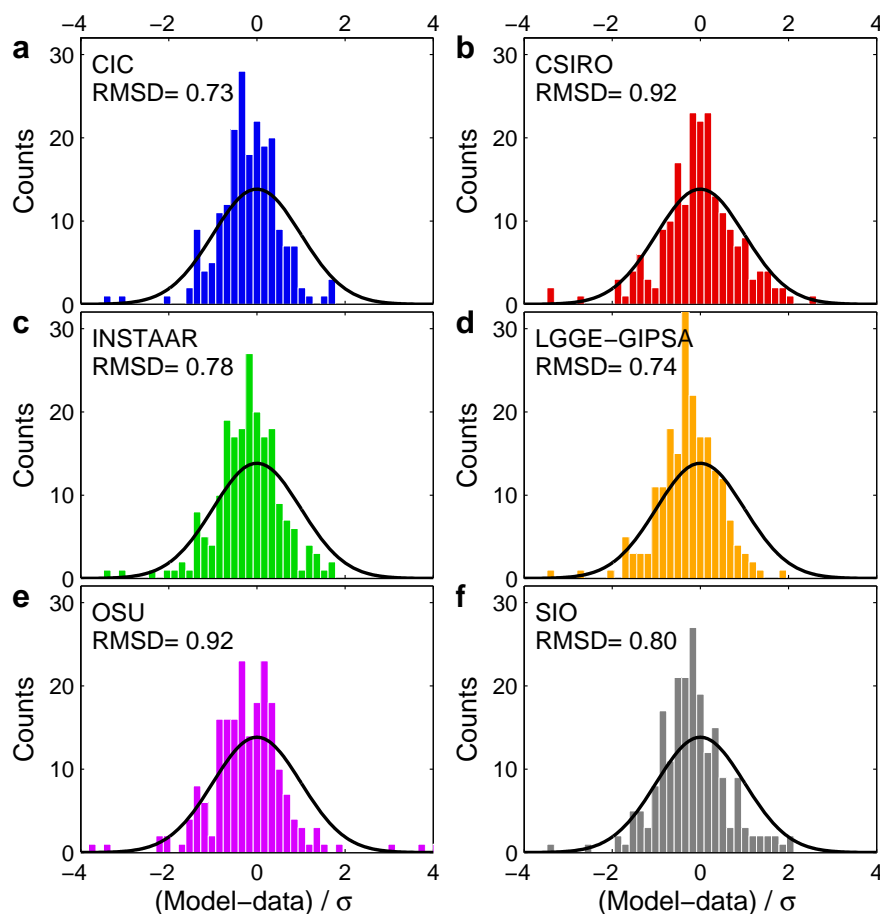 −4 −2 0 2 4
−4 −2 0 2 4
a
CIC
RMSD= 0.73
Counts
0
10
20
30
b
CSIRO
RMSD= 0.92
Counts
0
10
20
30
c
INSTAAR
RMSD= 0.78
Counts
0
10
20
30
d
LGGE−GIPSA
RMSD= 0.74
Counts
0
10
20
30
e
OSU
RMSD= 0.92
Counts
0
10
20
30
−4 −2 0 2 4
(Model−data) / σ
f
SIO
RMSD= 0.80
Counts
0
10
20
30
−4 −2 0 2 4
(Model−data) / σ